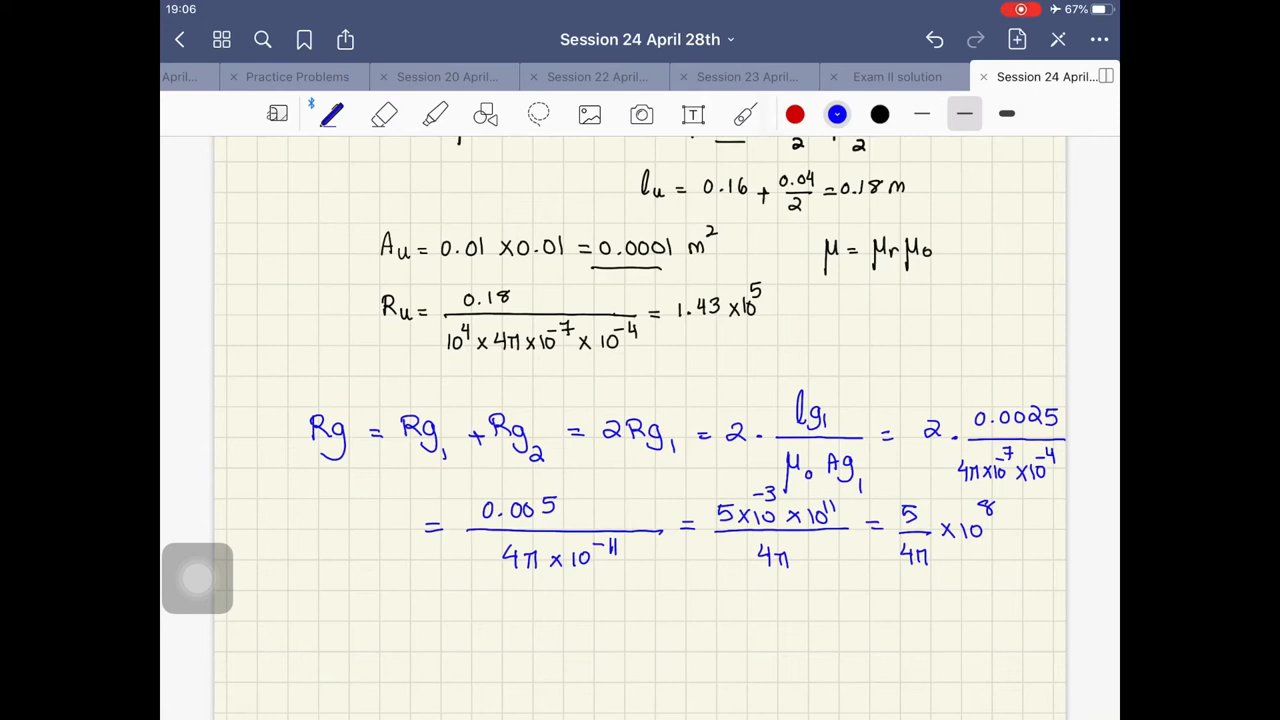 19:06
67%
Session 24 April 28th
April...
Practice Problems
Session 20 April...
Session 22 April...
Session 23 April...
Exam II solution
Session 24 April...
T
2 2
lu = 0.16 + 0.04/2 = 0.18 m
Au = 0.01 × 0.01 = 0.0001 m²
μ = μr μ0
Ru = 0.18 / (10⁴ × 4π × 10⁻⁷ × 10⁻⁴) = 1.43 × 10⁵
Rg = Rg₁ + Rg₂ = 2Rg₁ = 2 · lg₁ / (μ₀ Ag₁) = 2 · 0.0025 / (4π×10⁻⁷ × 10⁻⁴)
= 0.005 / (4π × 10⁻¹¹) = 5×10⁻³ × 10¹¹ / 4π = 5/4π × 10⁸